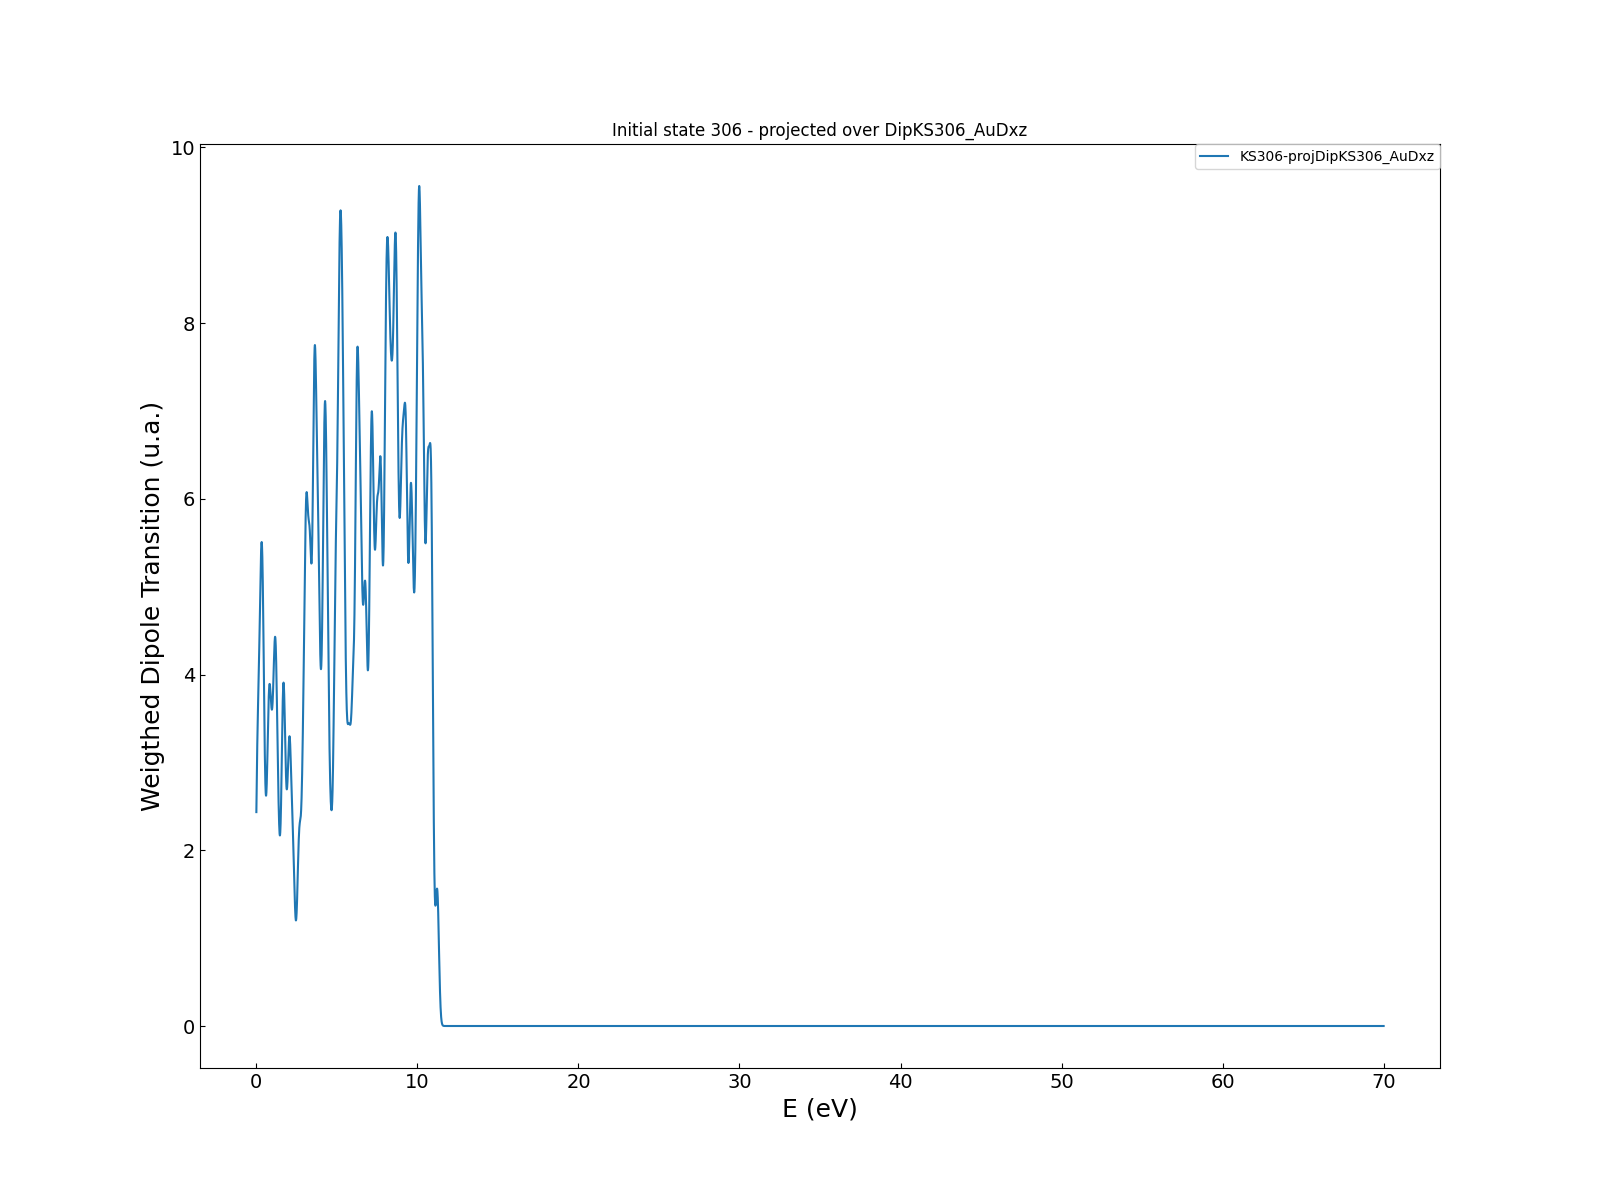 Initial state 306 - projected over DipKS306_AuDxz
KS306-projDipKS306_AuDxz
10
8
6
4
2
0
Weigthed Dipole Transition (u.a.)
0 10 20 30 40 50 60 70
E (eV)